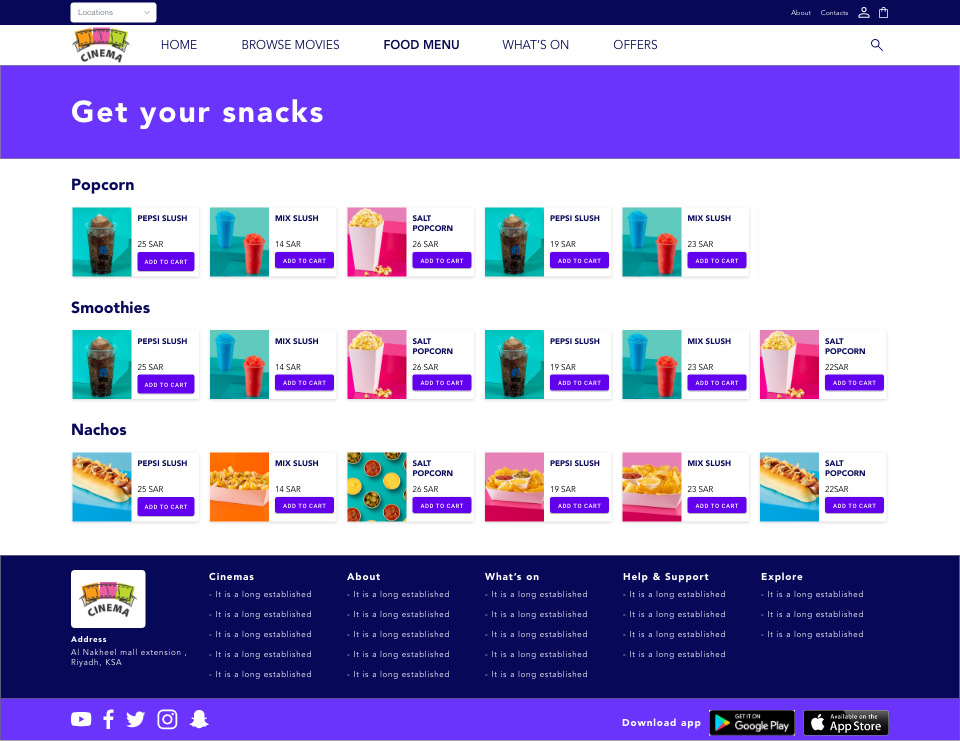 Locations
About Contacts
CINEMA
HOME BROWSE MOVIES FOOD MENU WHAT'S ON OFFERS
Get your snacks
Popcorn
PEPSI SLUSH
25 SAR
ADD TO CART
MIX SLUSH
14 SAR
ADD TO CART
SALT
POPCORN
26 SAR
ADD TO CART
PEPSI SLUSH
19 SAR
ADD TO CART
MIX SLUSH
23 SAR
ADD TO CART
Smoothies
PEPSI SLUSH
25 SAR
ADD TO CART
MIX SLUSH
14 SAR
ADD TO CART
SALT
POPCORN
26 SAR
ADD TO CART
PEPSI SLUSH
19 SAR
ADD TO CART
MIX SLUSH
23 SAR
ADD TO CART
SALT
POPCORN
22SAR
ADD TO CART
Nachos
PEPSI SLUSH
25 SAR
ADD TO CART
MIX SLUSH
14 SAR
ADD TO CART
SALT
POPCORN
26 SAR
ADD TO CART
PEPSI SLUSH
19 SAR
ADD TO CART
MIX SLUSH
23 SAR
ADD TO CART
SALT
POPCORN
22SAR
ADD TO CART
CINEMA
Address
Al Nakheel mall extension ,
Riyadh, KSA
Cinemas
- It is a long established
- It is a long established
- It is a long established
- It is a long established
- It is a long established
About
- It is a long established
- It is a long established
- It is a long established
- It is a long established
- It is a long established
What's on
- It is a long established
- It is a long established
- It is a long established
- It is a long established
- It is a long established
Help & Support
- It is a long established
- It is a long established
- It is a long established
- It is a long established
Explore
- It is a long established
- It is a long established
- It is a long established
Download app
GET IT ON
Google Play
Available on the
App Store